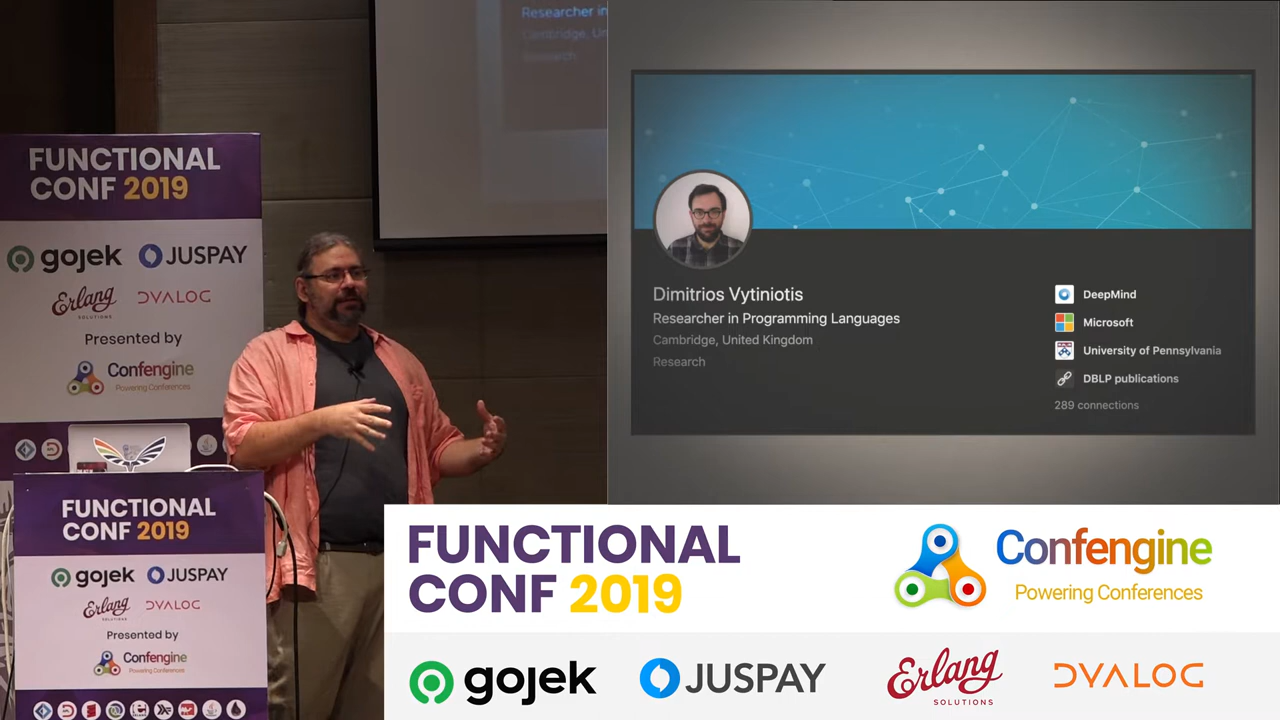 Researcher in
Cambridge, Un
Research
FUNCTIONAL
CONF 2019
gojek
JUSPAY
Erlang
SOLUTIONS
DYALOG
Presented by
Confengine
Powering Conferences
FUNCTIONAL
CONF 2019
gojek
JUSPAY
Erlang
SOLUTIONS
DYALOG
Presented by
Confengine
Powering Conferences
Dimitrios Vytiniotis
Researcher in Programming Languages
Cambridge, United Kingdom
Research
DeepMind
Microsoft
University of Pennsylvania
DBLP publications
289 connections
FUNCTIONAL
CONF 2019
Confengine
Powering Conferences
gojek
JUSPAY
Erlang
SOLUTIONS
DYALOG